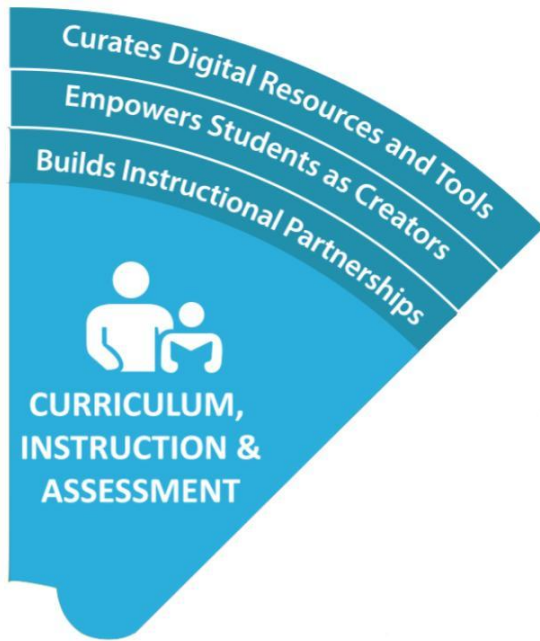 Curates Digital Resources and Tools
Empowers Students as Creators
Builds Instructional Partnerships
CURRICULUM,
INSTRUCTION &
ASSESSMENT